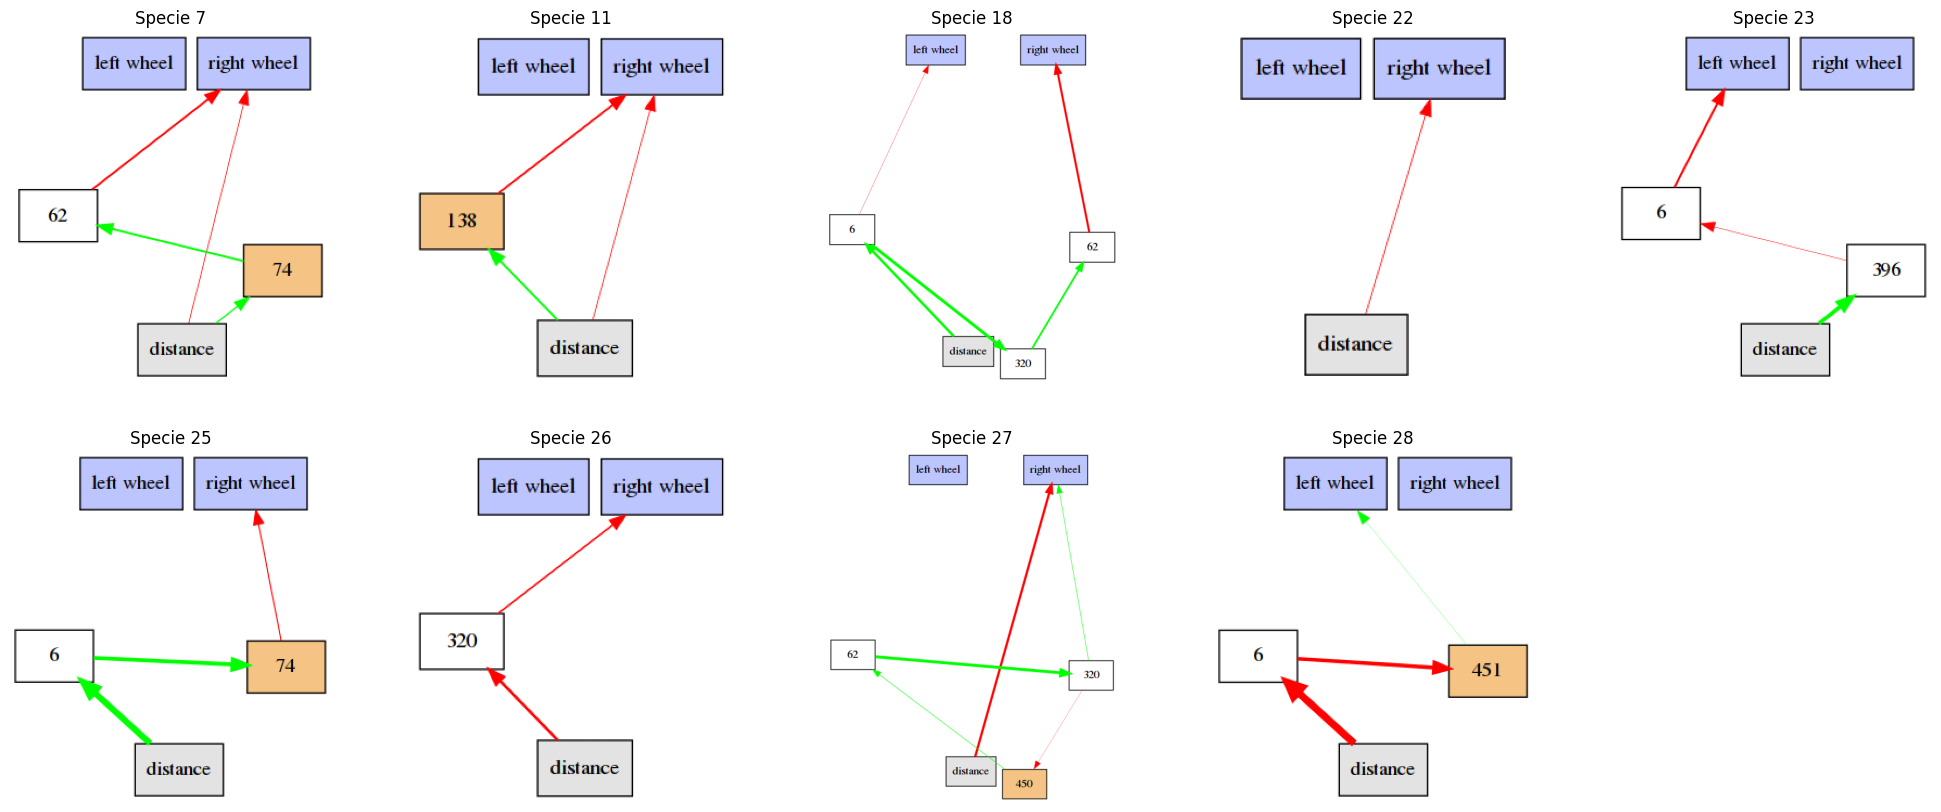 Specie 7
left wheel
right wheel
62
74
distance
Specie 11
left wheel
right wheel
138
distance
Specie 18
left wheel
right wheel
6
62
distance
320
Specie 22
left wheel
right wheel
distance
Specie 23
left wheel
right wheel
6
396
distance
Specie 25
left wheel
right wheel
6
74
distance
Specie 26
left wheel
right wheel
320
distance
Specie 27
left wheel
right wheel
62
320
distance
450
Specie 28
left wheel
right wheel
6
451
distance